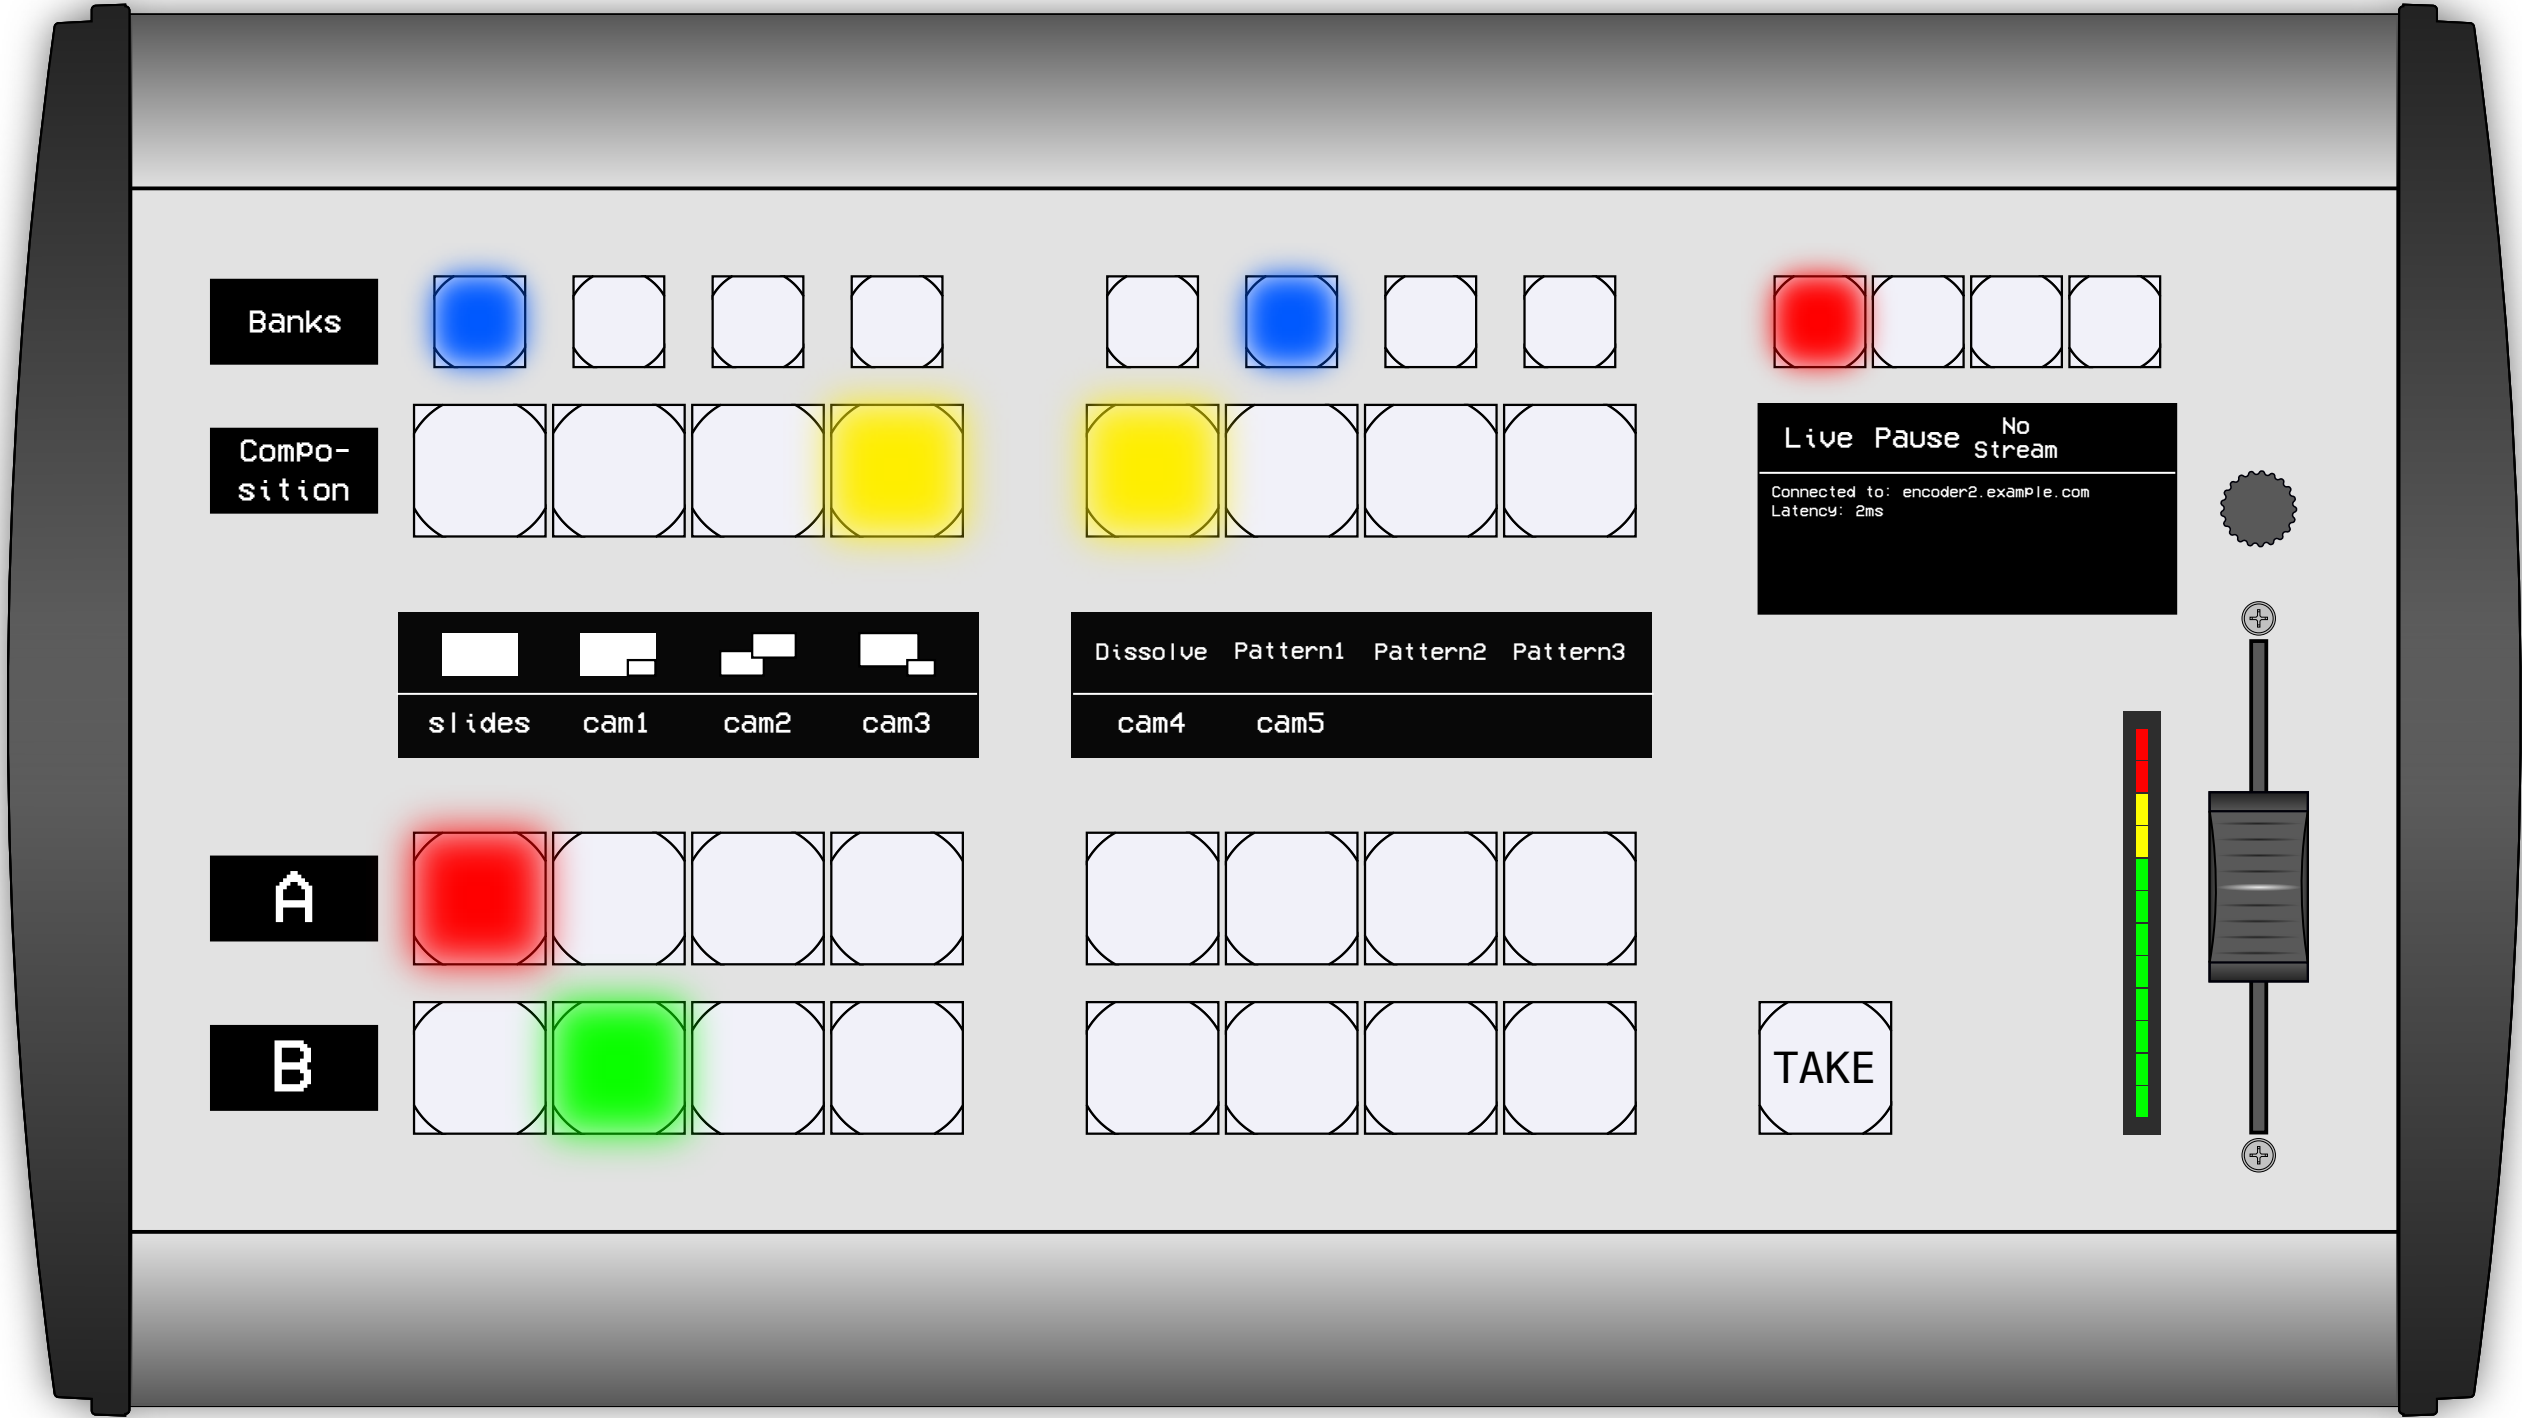 Banks
Compo-
sition
Live Pause No
Stream
Connected to: encoder2.example.com
Latency: 2ms
Dissolve Pattern1 Pattern2 Pattern3
slides cam1 cam2 cam3
cam4 cam5
A
B
TAKE